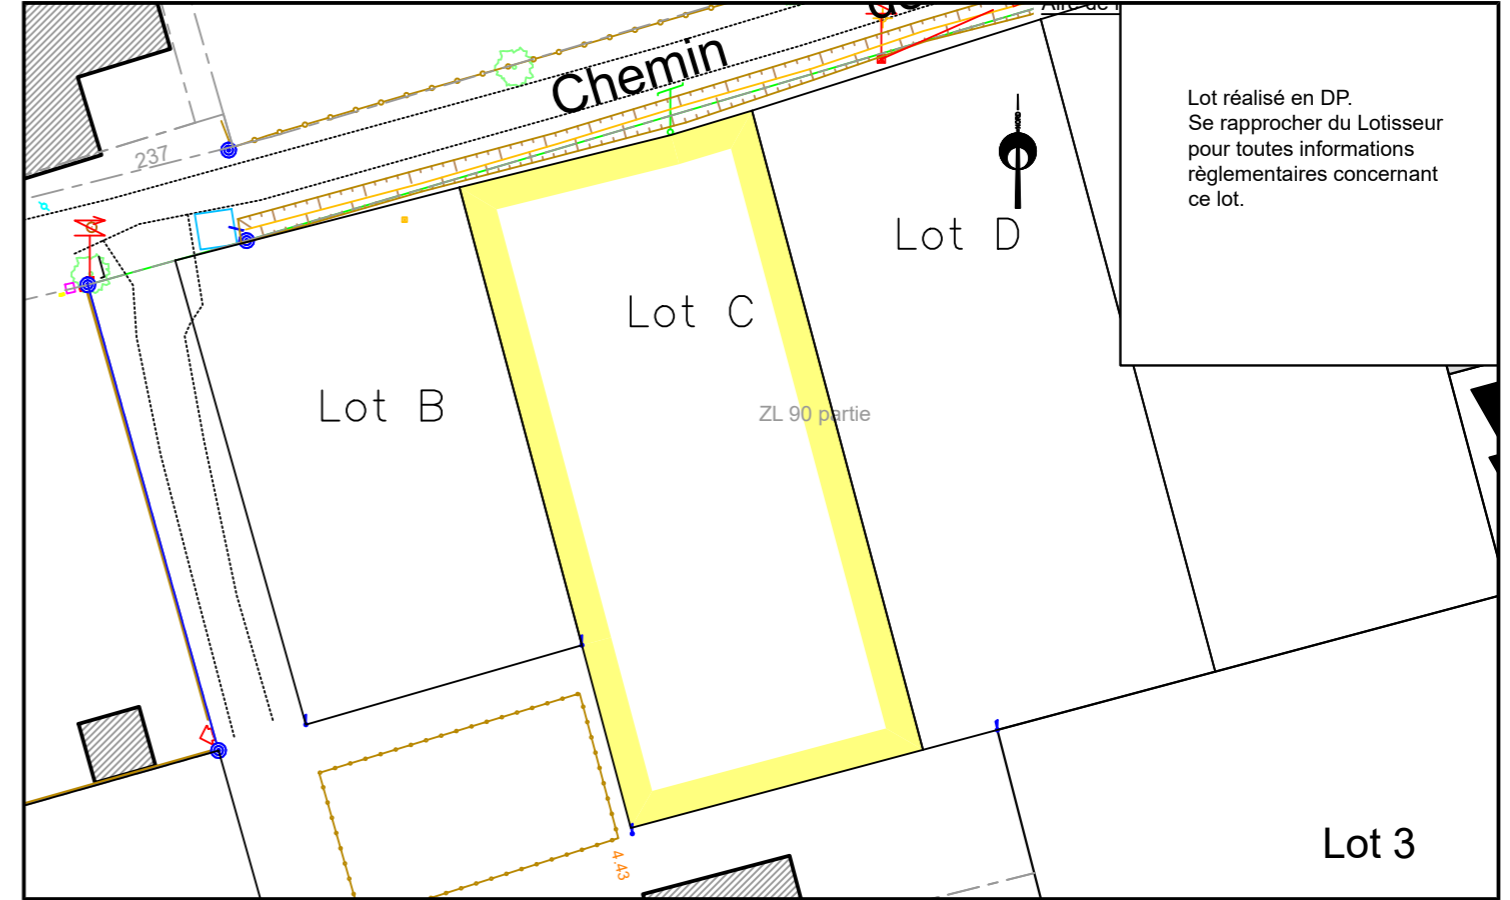 Chemin
237
Lot réalisé en DP.
Se rapprocher du Lotisseur
pour toutes informations
règlementaires concernant
ce lot.
NORD
Lot D
Lot C
Lot B
ZL 90 partie
Lot 3
4.43